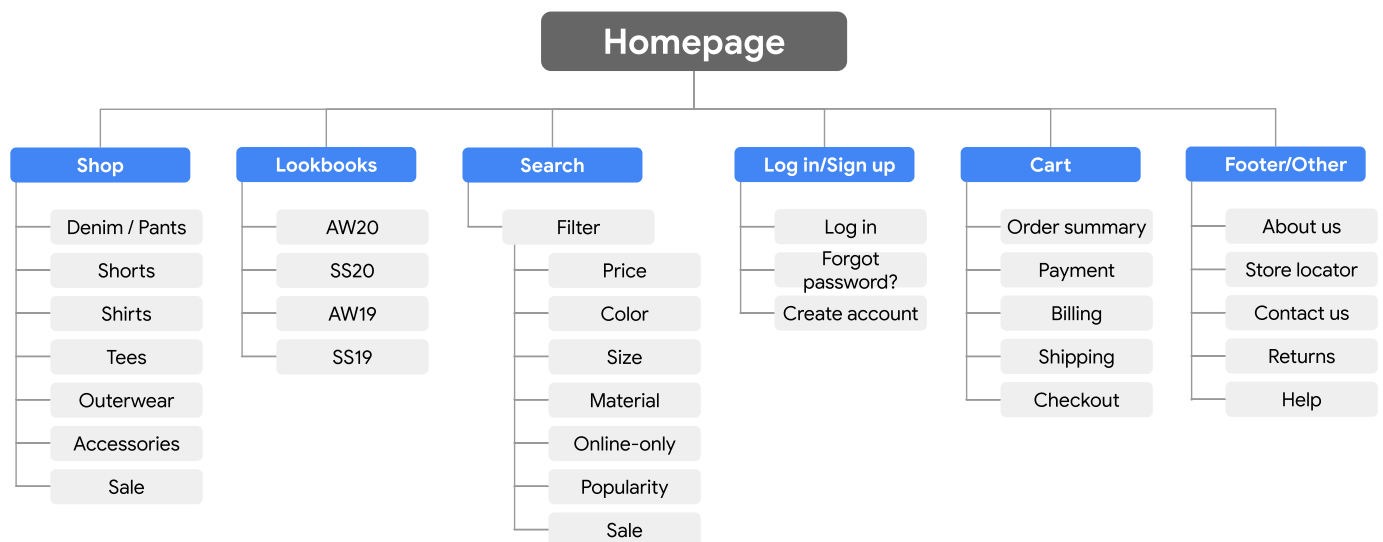 Homepage
Shop
Denim / Pants
Shorts
Shirts
Tees
Outerwear
Accessories
Sale
Lookbooks
AW20
SS20
AW19
SS19
Search
Filter
Price
Color
Size
Material
Online-only
Popularity
Sale
Log in/Sign up
Log in
Forgot
password?
Create account
Cart
Order summary
Payment
Billing
Shipping
Checkout
Footer/Other
About us
Store locator
Contact us
Returns
Help